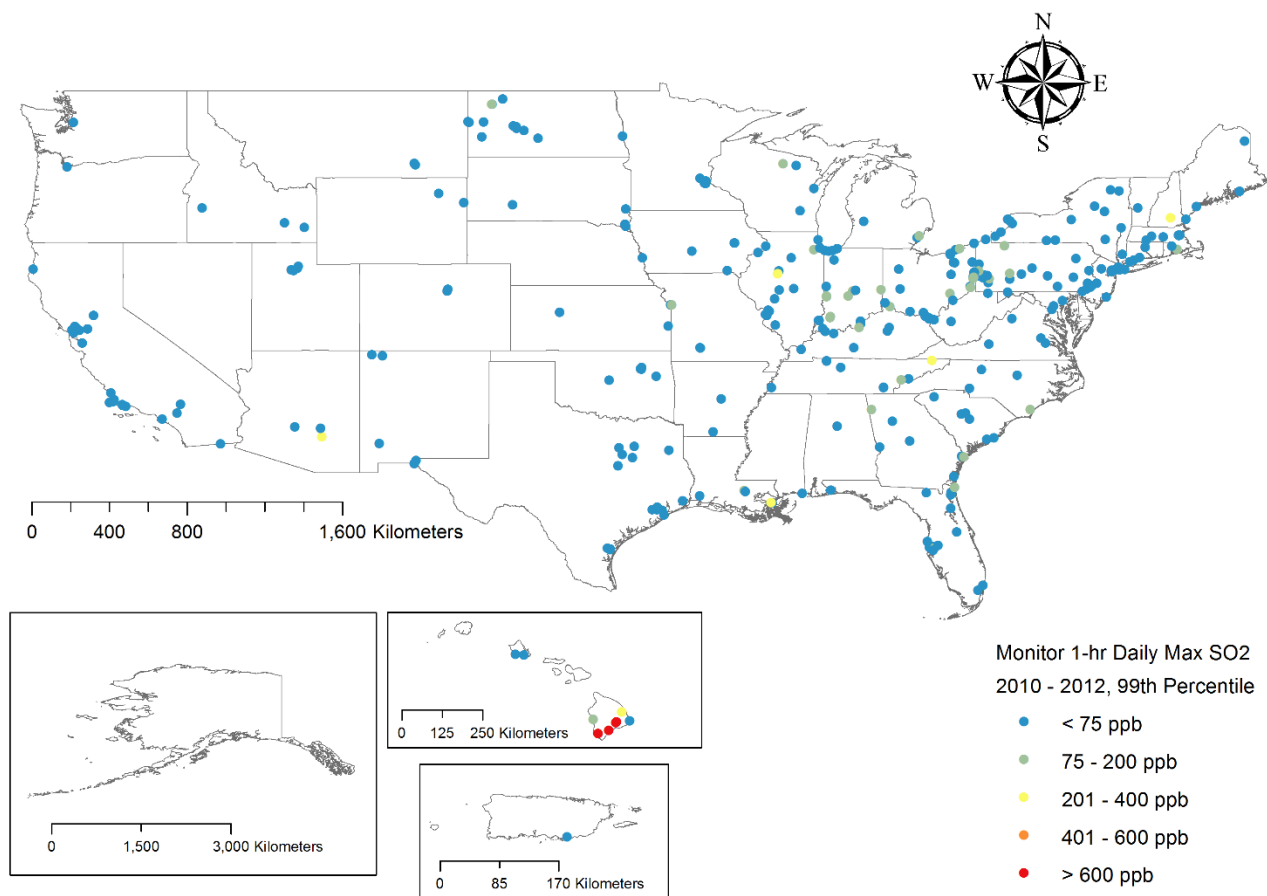 N
W E
S
0 400 800 1,600 Kilometers
0 1,500 3,000 Kilometers
0 125 250 Kilometers
0 85 170 Kilometers
Monitor 1-hr Daily Max SO2
2010 - 2012, 99th Percentile
< 75 ppb
75 - 200 ppb
201 - 400 ppb
401 - 600 ppb
> 600 ppb